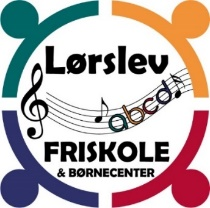 Lørslev
abcd
FRISKOLE
& BØRNECENTER